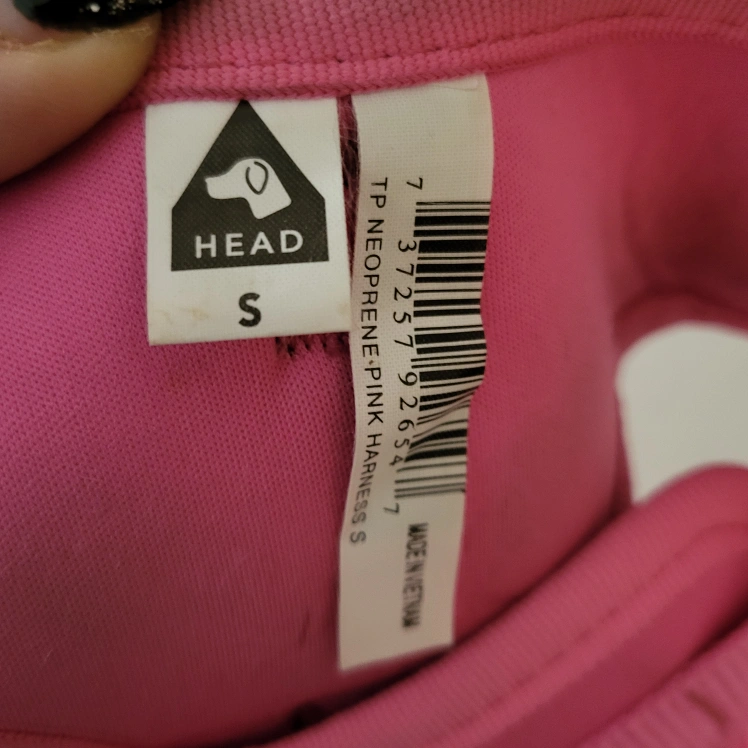 HEAD
S
TP NEOPRENE PINK HARNESS S
7 37257 92654 7
MADE IN VIETNAM